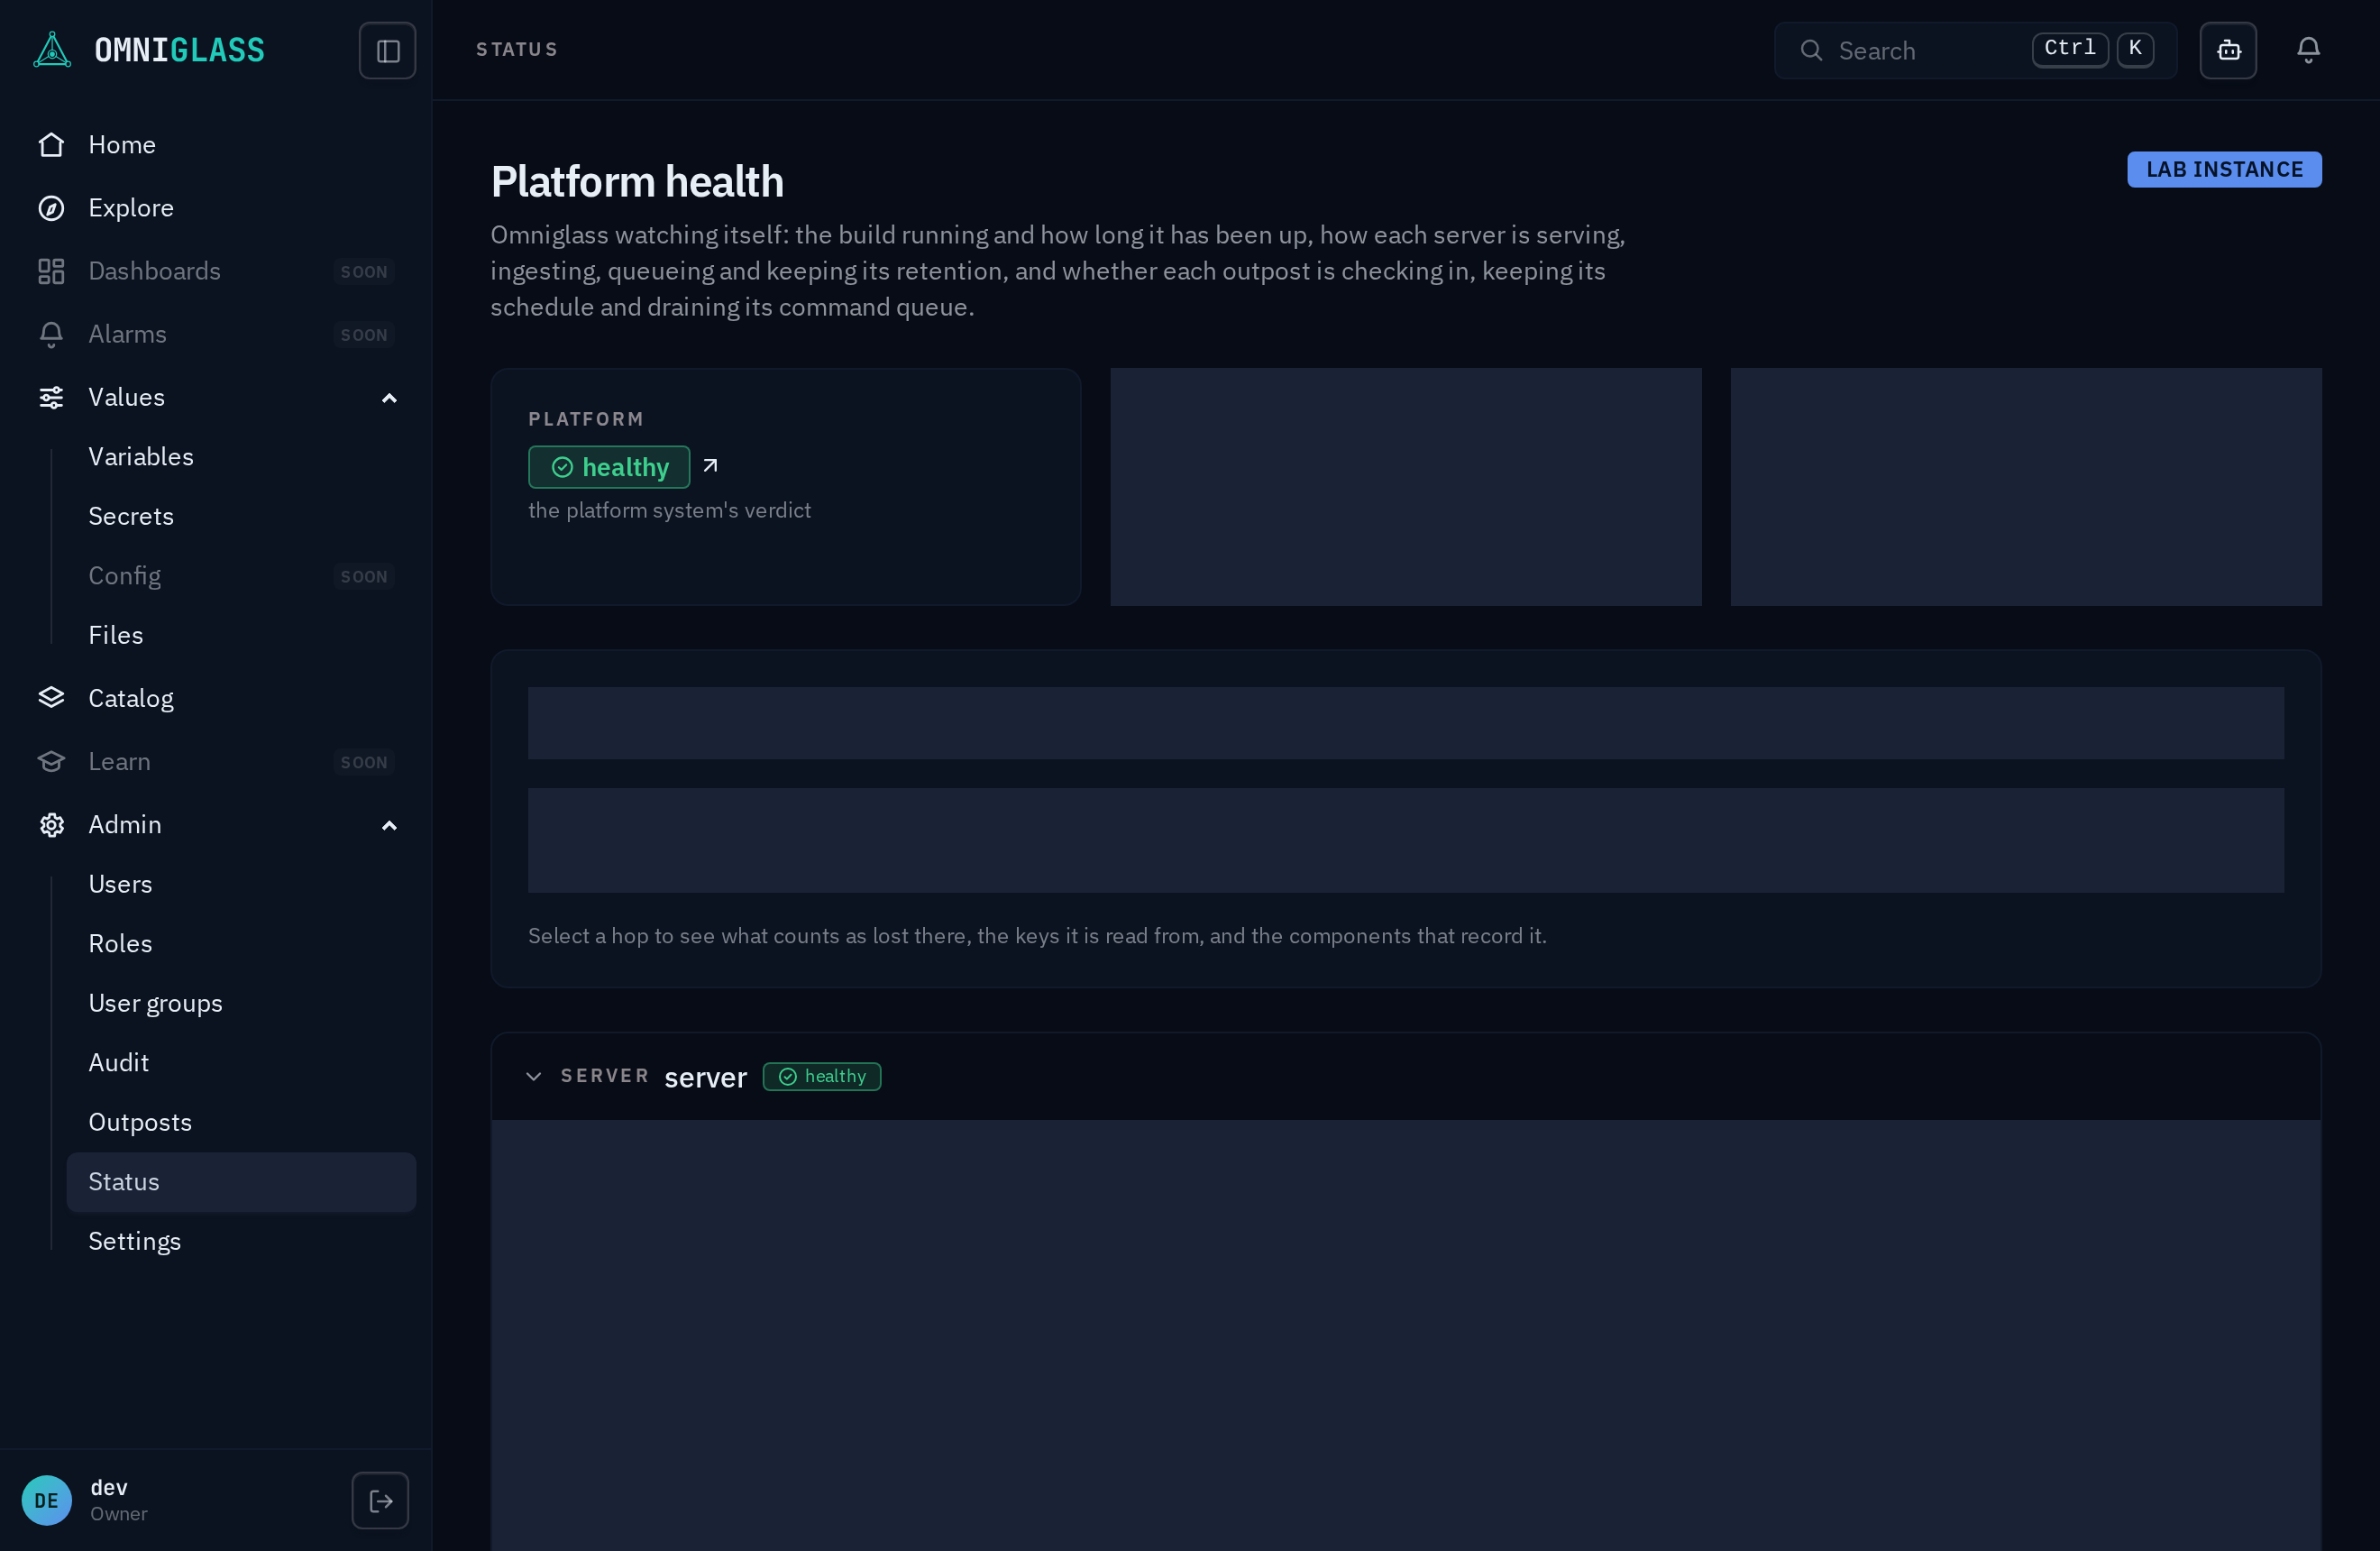 OMNIGLASS
STATUS
Search
Ctrl K
Home
Explore
Dashboards SOON
Alarms SOON
Values
Variables
Secrets
Config SOON
Files
Catalog
Learn SOON
Admin
Users
Roles
User groups
Audit
Outposts
Status
Settings
DE
dev
Owner
Platform health
LAB INSTANCE
Omniglass watching itself: the build running and how long it has been up, how each server is serving,
ingesting, queueing and keeping its retention, and whether each outpost is checking in, keeping its
schedule and draining its command queue.
PLATFORM
healthy
the platform system's verdict
Select a hop to see what counts as lost there, the keys it is read from, and the components that record it.
SERVER server healthy